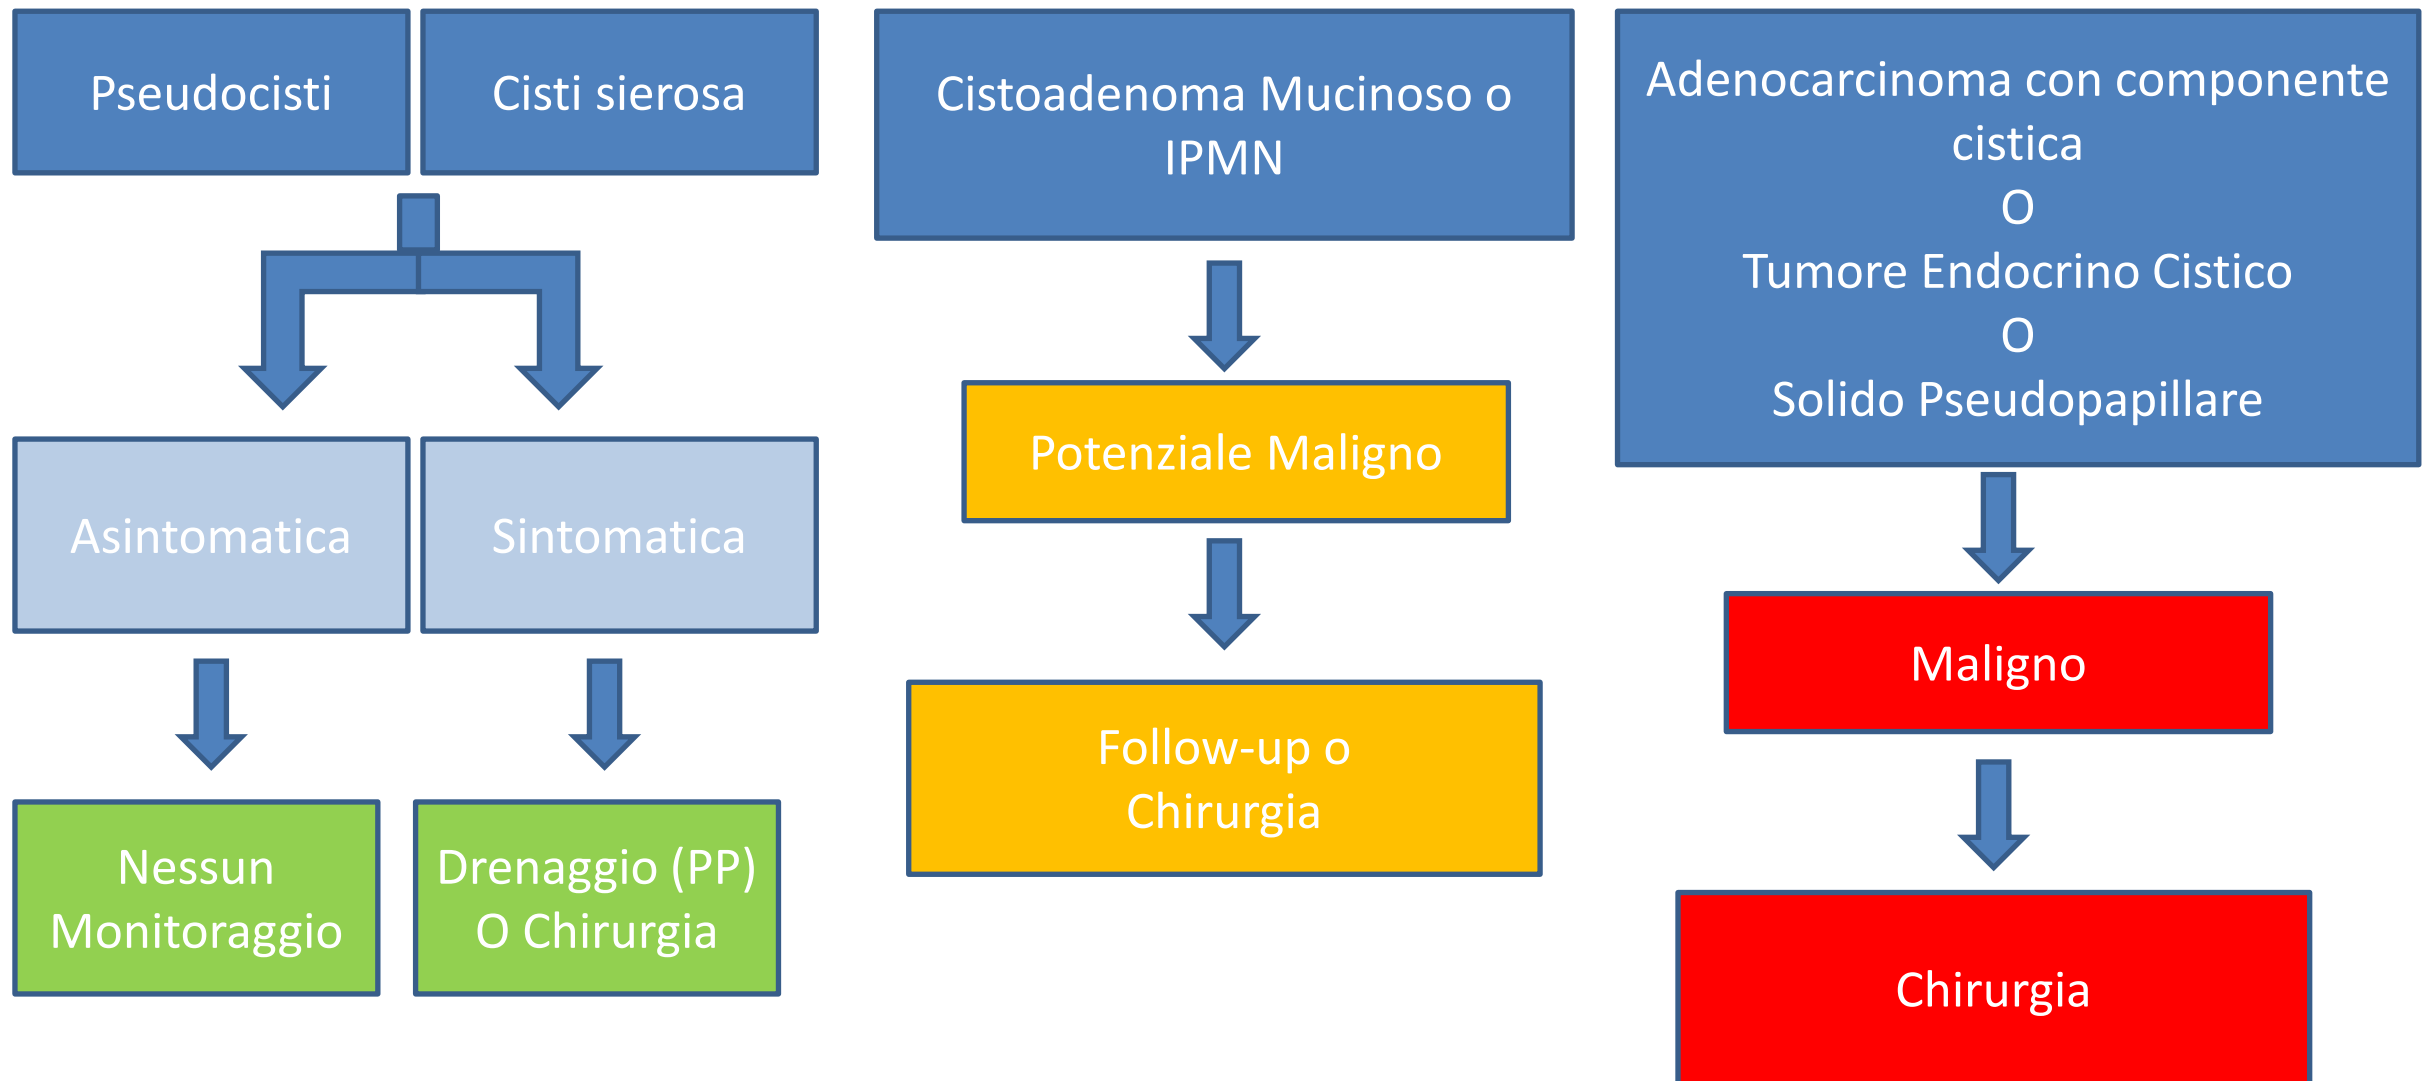 Pseudocisti
Cisti sierosa
Asintomatica
Sintomatica
Nessun
Monitoraggio
Drenaggio (PP)
O Chirurgia
Cistoadenoma Mucinoso o
IPMN
Potenziale Maligno
Follow-up o
Chirurgia
Adenocarcinoma con componente
cistica
O
Tumore Endocrino Cistico
O
Solido Pseudopapillare
Maligno
Chirurgia